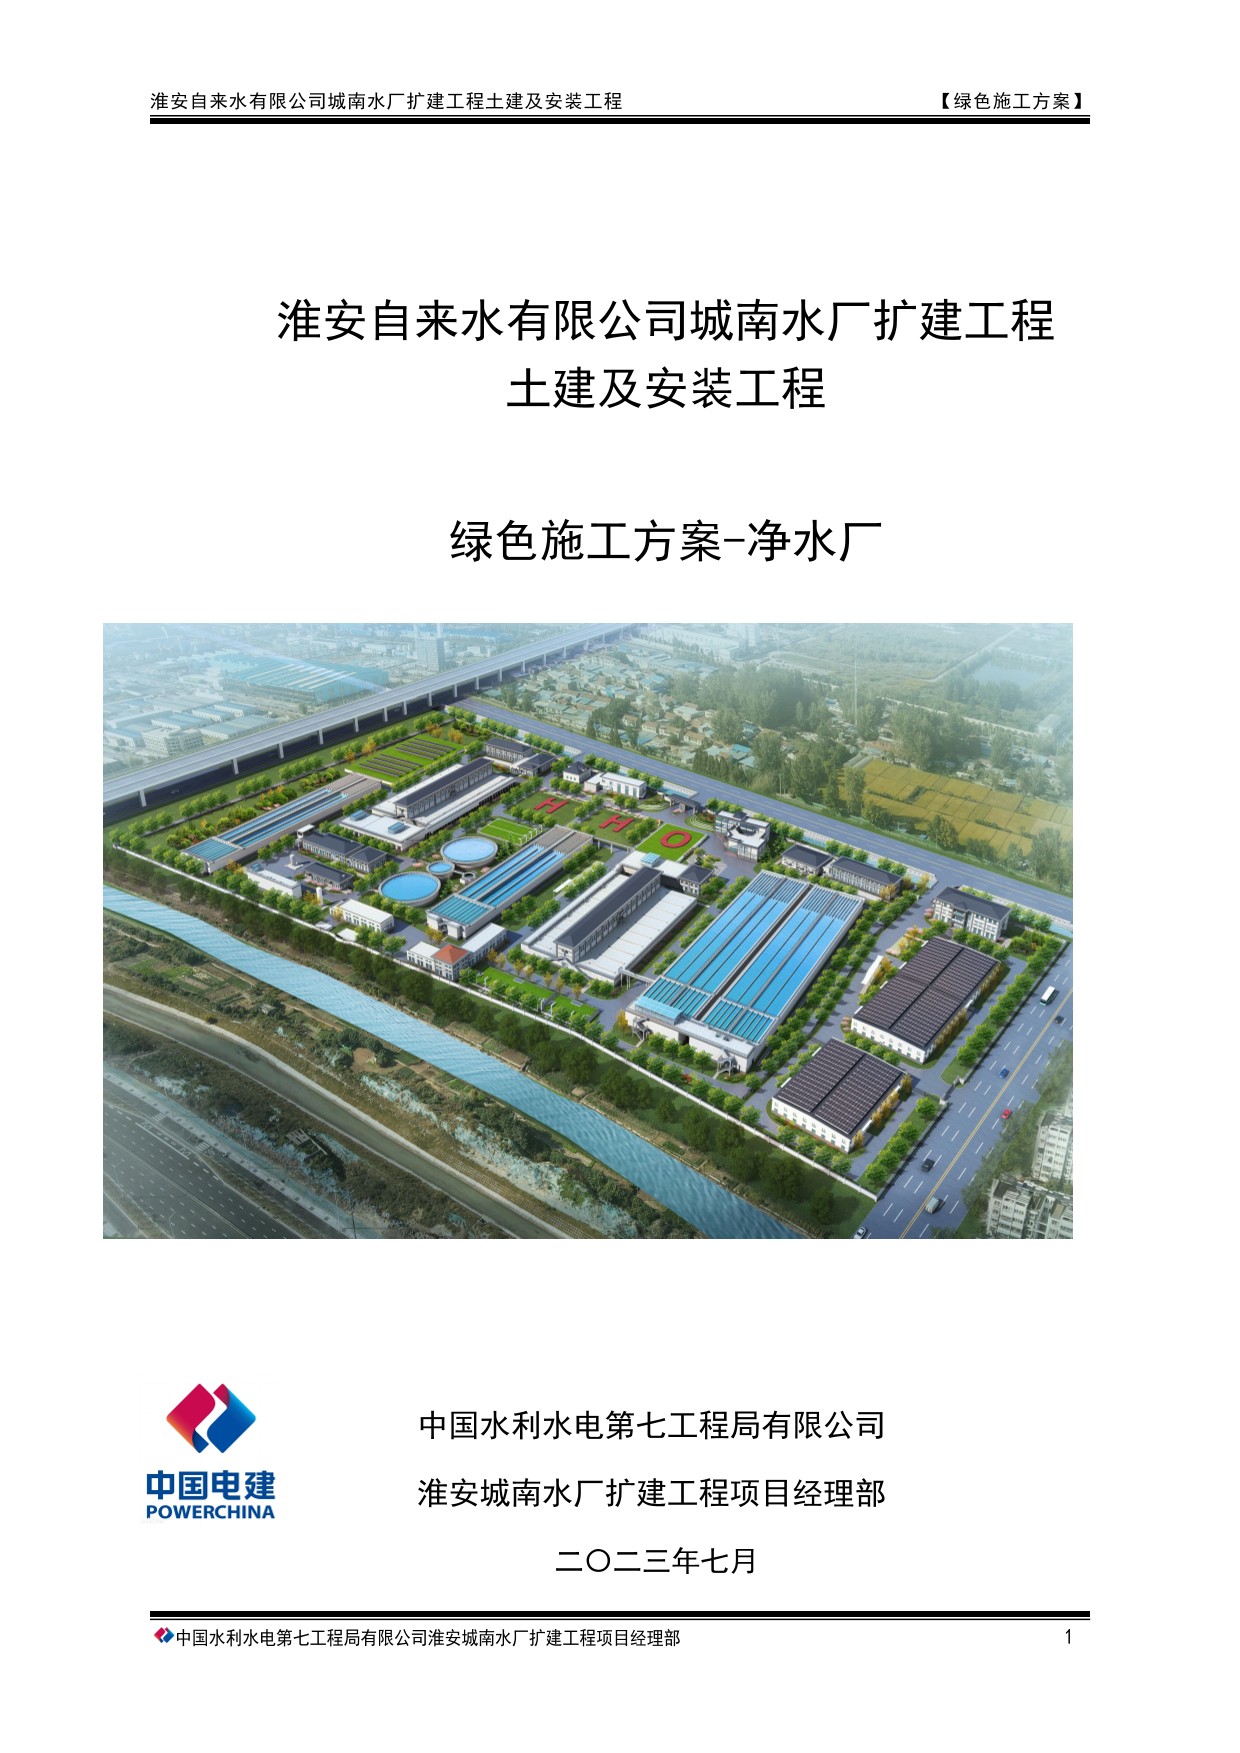 淮安自来水有限公司城南水厂扩建工程土建及安装工程 【绿色施工方案】
淮安自来水有限公司城南水厂扩建工程
土建及安装工程
绿色施工方案-净水厂
H H O
中国电建
POWERCHINA
中国水利水电第七工程局有限公司
淮安城南水厂扩建工程项目经理部
二〇二三年七月
中国水利水电第七工程局有限公司淮安城南水厂扩建工程项目经理部 1